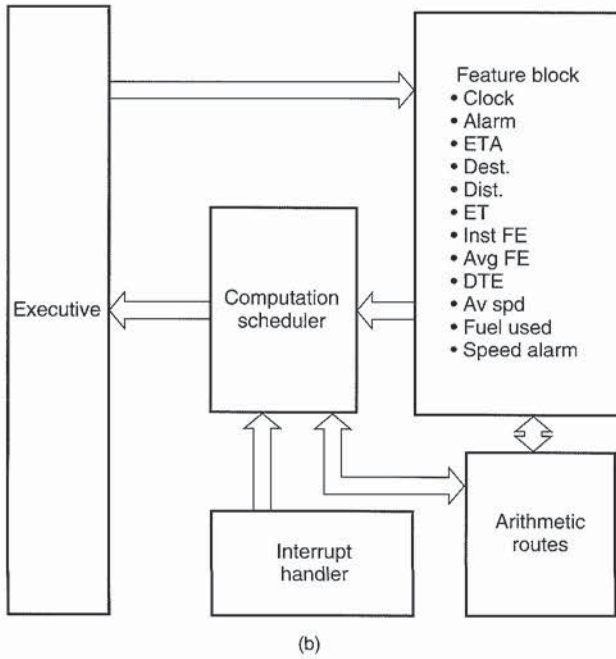 Executive
Feature block
• Clock
• Alarm
• ETA
• Dest.
• Dist.
• ET
• Inst FE
• Avg FE
• DTE
• Av spd
• Fuel used
• Speed alarm
Computation
scheduler
Interrupt
handler
Arithmetic
routes
(b)